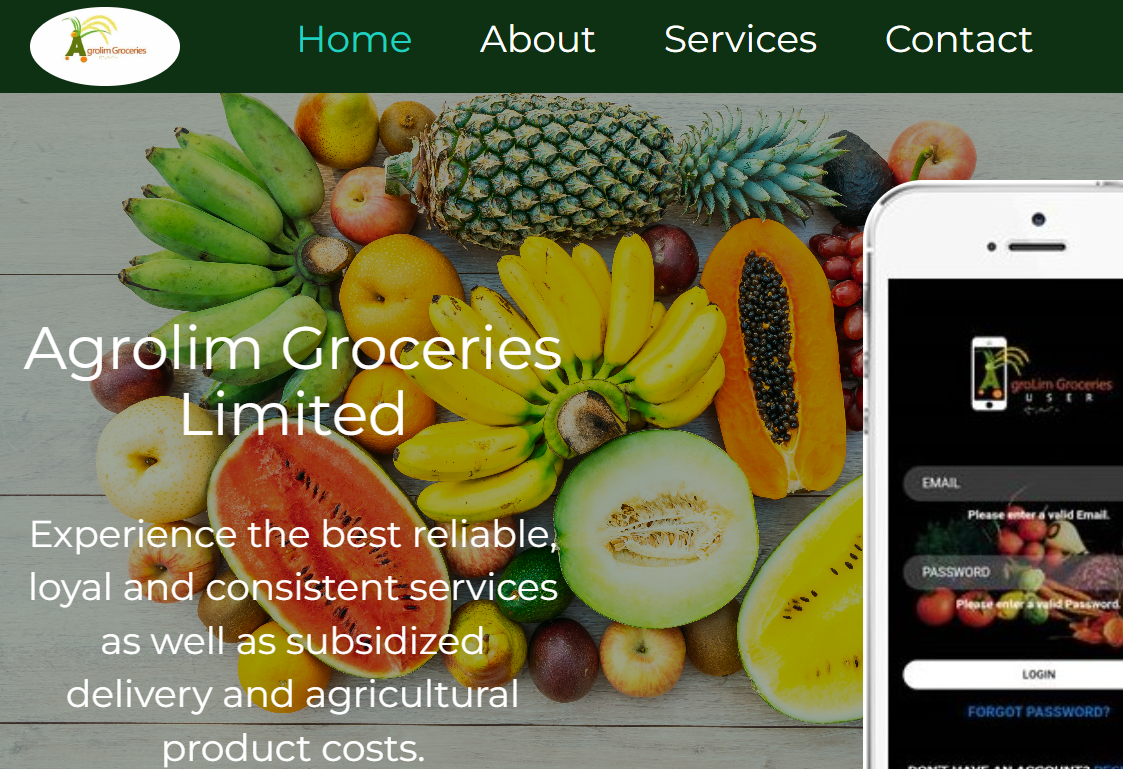 Agrolim Groceries
Home About Services Contact
Agrolim Groceries
Limited
Experience the best reliable,
loyal and consistent services
as well as subsidized
delivery and agricultural
product costs.
AgroLim Groceries
USER
EMAIL
Please enter a valid Email.
PASSWORD
Please enter a valid Password.
LOGIN
FORGOT PASSWORD?
DON'T HAVE AN ACCOUNT?